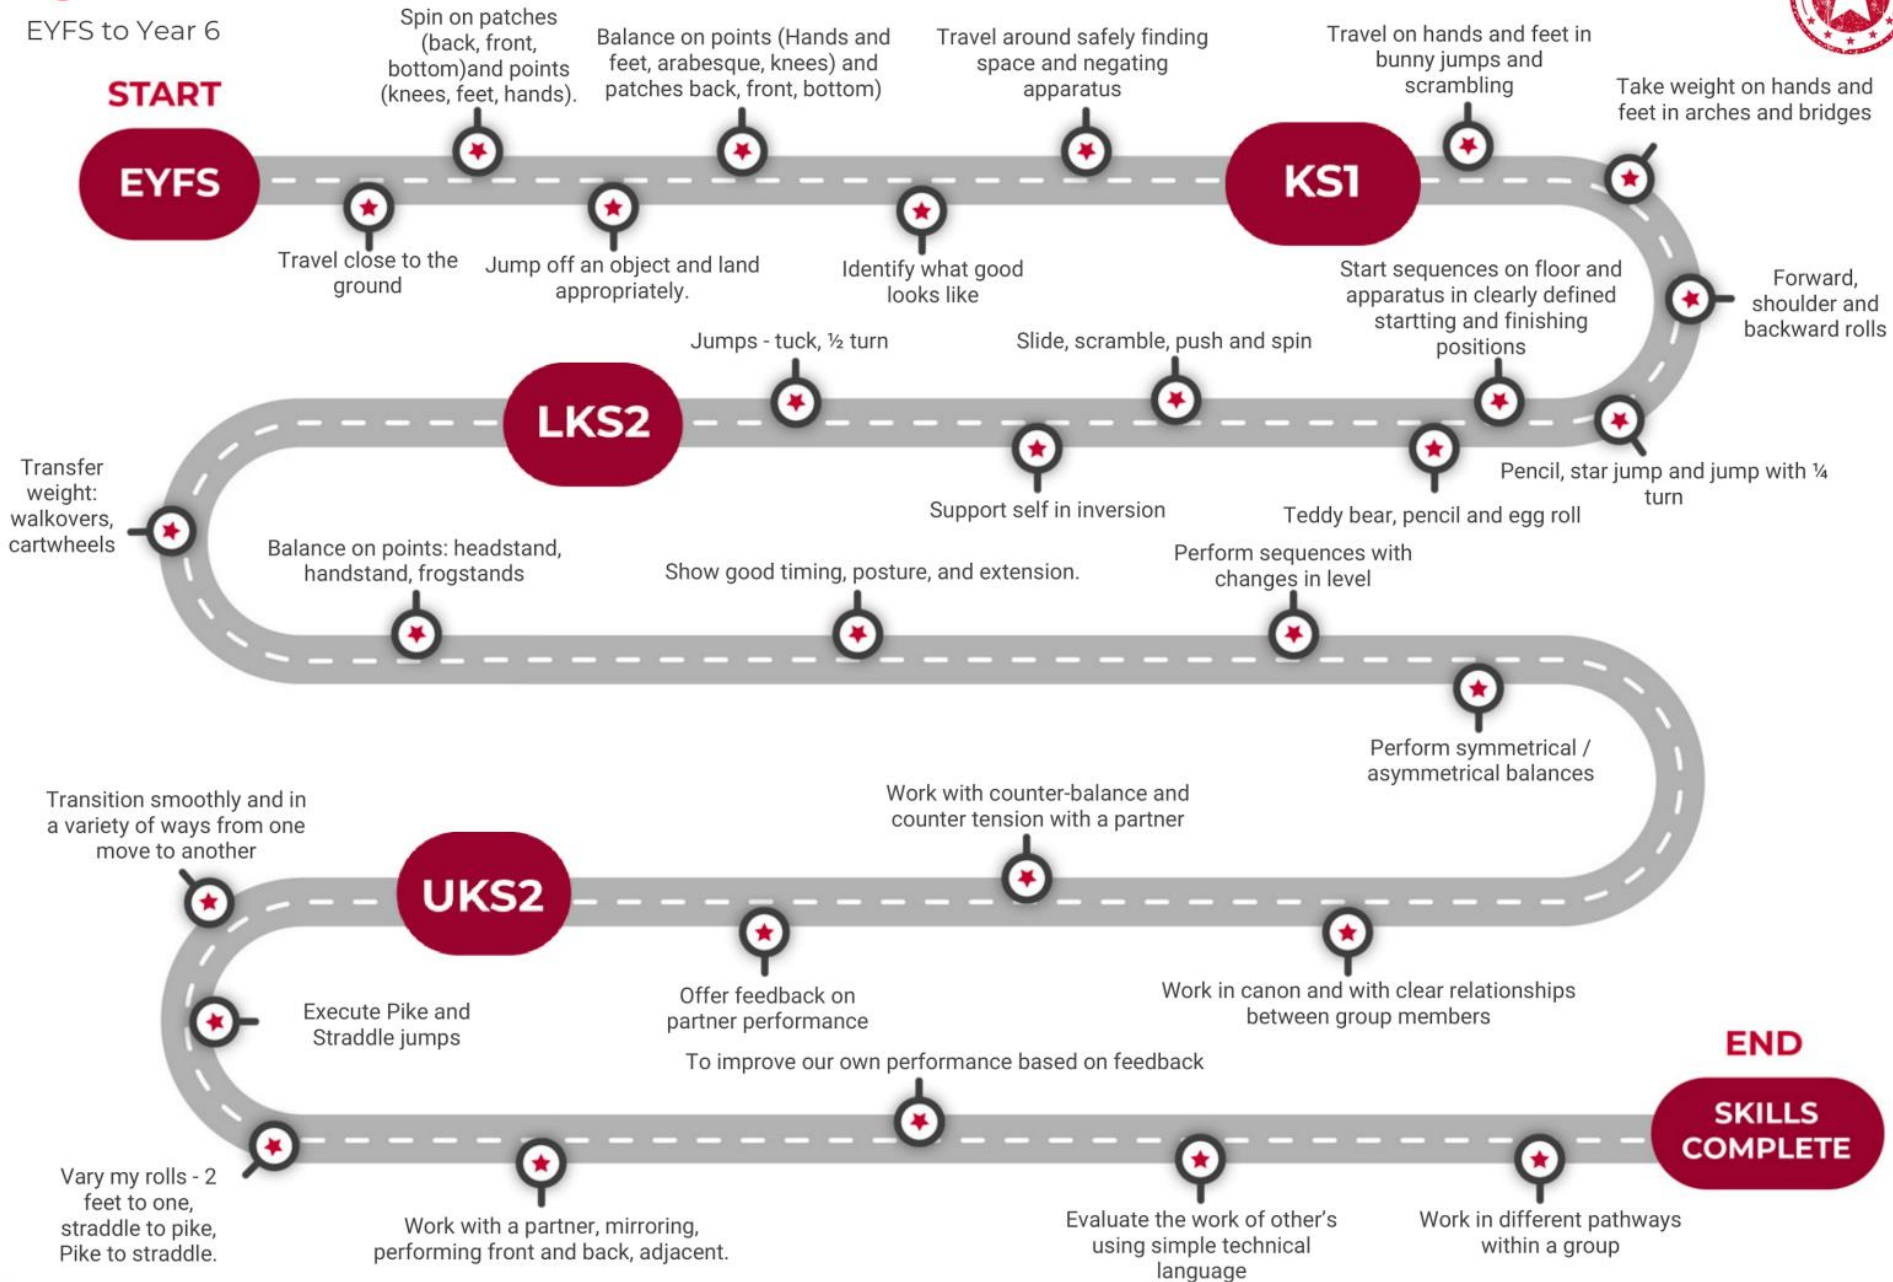 EYFS to Year 6
START
EYFS
Travel close to the
ground
Spin on patches
(back, front,
bottom)and points
(knees, feet, hands).
Jump off an object and land
appropriately.
Balance on points (Hands and
feet, arabesque, knees) and
patches back, front, bottom)
Identify what good
looks like
Travel around safely finding
space and negating
apparatus
KS1
Travel on hands and feet in
bunny jumps and
scrambling
Take weight on hands and
feet in arches and bridges
Forward,
shoulder and
backward rolls
Pencil, star jump and jump with ¼
turn
Start sequences on floor and
apparatus in clearly defined
startting and finishing
positions
Teddy bear, pencil and egg roll
Slide, scramble, push and spin
Support self in inversion
Jumps - tuck, ½ turn
LKS2
Transfer
weight:
walkovers,
cartwheels
Balance on points: headstand,
handstand, frogstands
Show good timing, posture, and extension.
Perform sequences with
changes in level
Perform symmetrical /
asymmetrical balances
Work in canon and with clear relationships
between group members
Work with counter-balance and
counter tension with a partner
Offer feedback on
partner performance
UKS2
Transition smoothly and in
a variety of ways from one
move to another
Execute Pike and
Straddle jumps
Vary my rolls - 2
feet to one,
straddle to pike,
Pike to straddle.
Work with a partner, mirroring,
performing front and back, adjacent.
To improve our own performance based on feedback
Evaluate the work of other's
using simple technical
language
Work in different pathways
within a group
END
SKILLS
COMPLETE